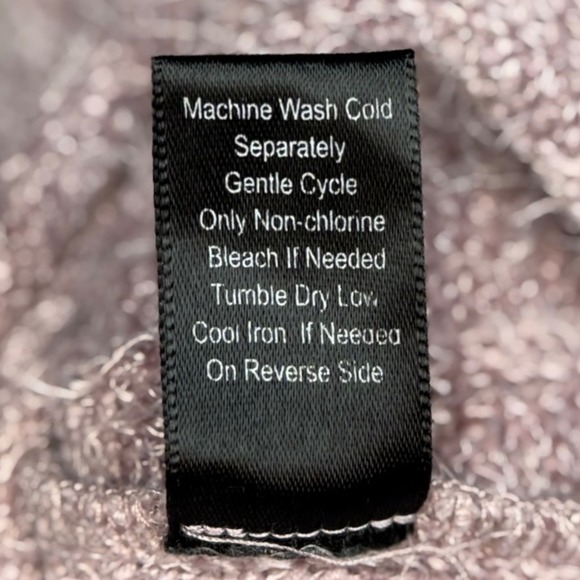 Machine Wash Cold
Separately
Gentle Cycle
Only Non-chlorine
Bleach If Needed
Tumble Dry Low
Cool Iron If Needed
On Reverse Side